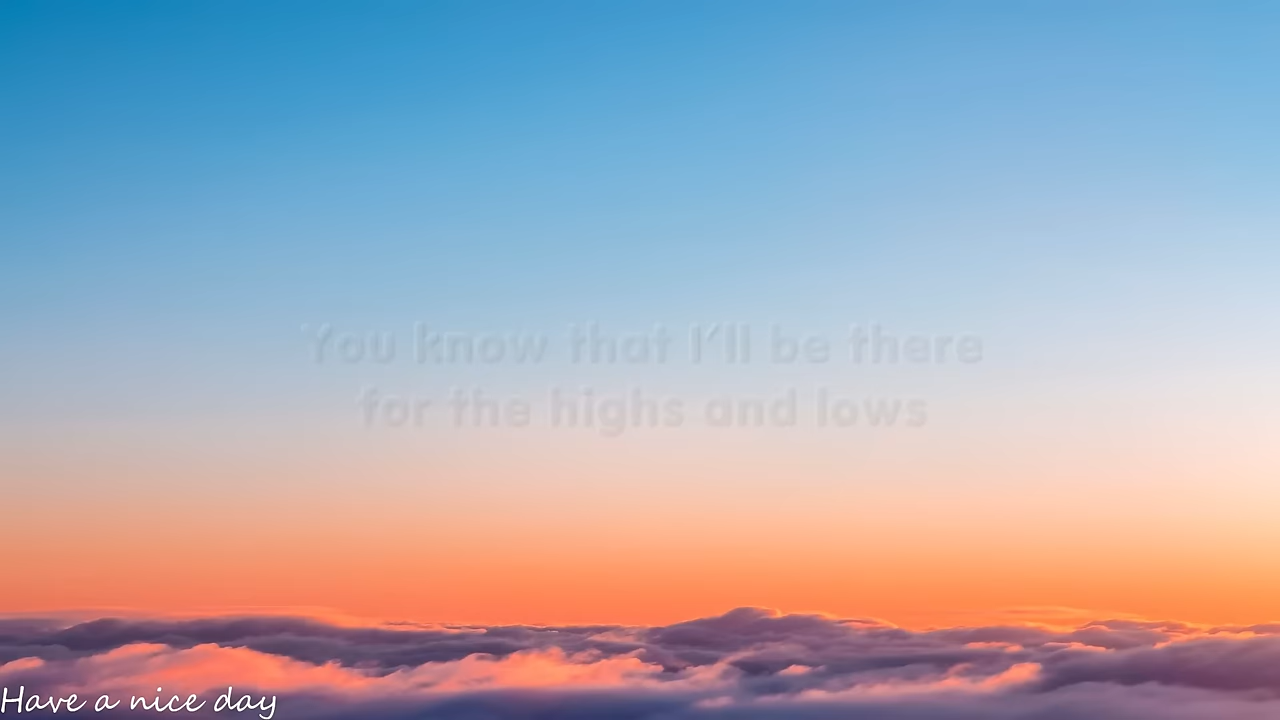 You know that I'll be there
for the highs and lows
Have a nice day